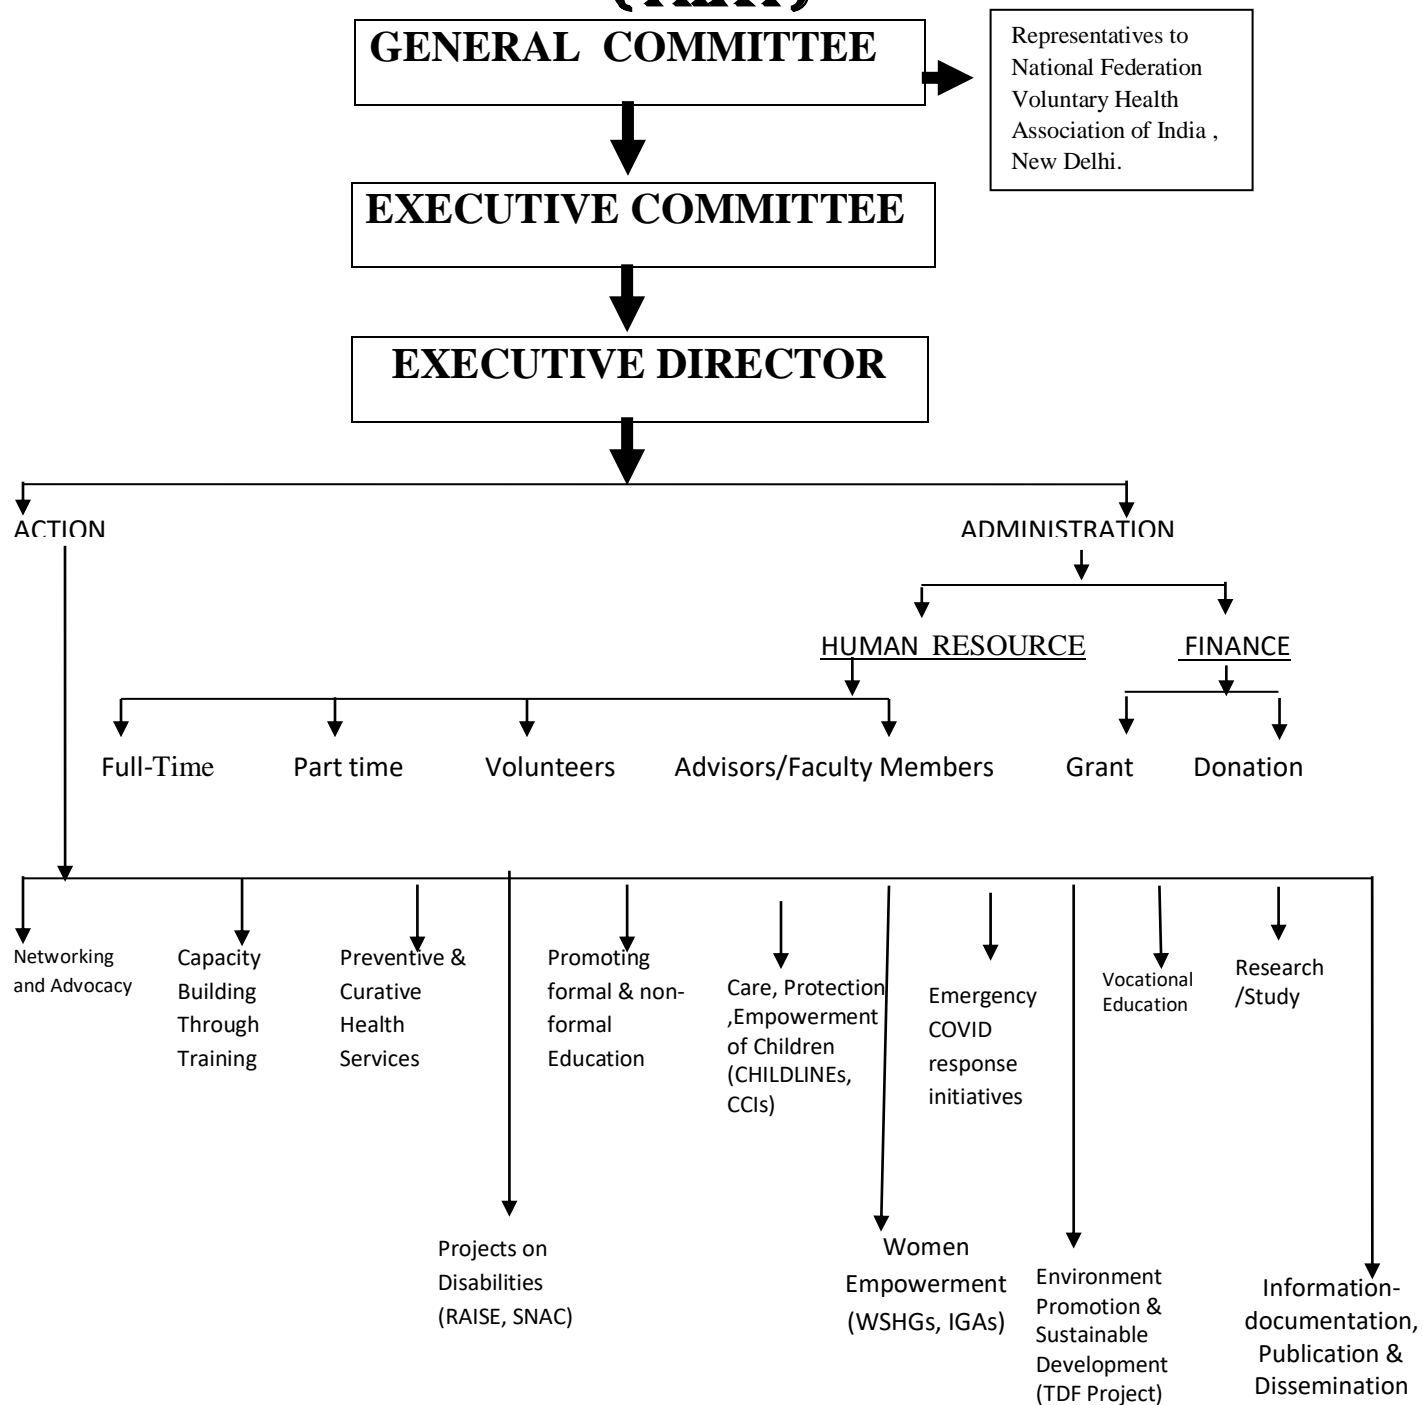 GENERAL COMMITTEE
Representatives to
National Federation
Voluntary Health
Association of India ,
New Delhi.
EXECUTIVE COMMITTEE
EXECUTIVE DIRECTOR
ACTION
ADMINISTRATION
HUMAN RESOURCE
FINANCE
Full-Time
Part time
Volunteers
Advisors/Faculty Members
Grant
Donation
Networking
and Advocacy
Capacity
Building
Through
Training
Preventive &
Curative
Health
Services
Promoting
formal & non-
formal
Education
Care, Protection
,Empowerment
of Children
(CHILDLINEs,
CCIs)
Emergency
COVID
response
initiatives
Vocational
Education
Research
/Study
Projects on
Disabilities
(RAISE, SNAC)
Women
Empowerment
(WSHGs, IGAs)
Environment
Promotion &
Sustainable
Development
(TDF Project)
Information-
documentation,
Publication &
Dissemination